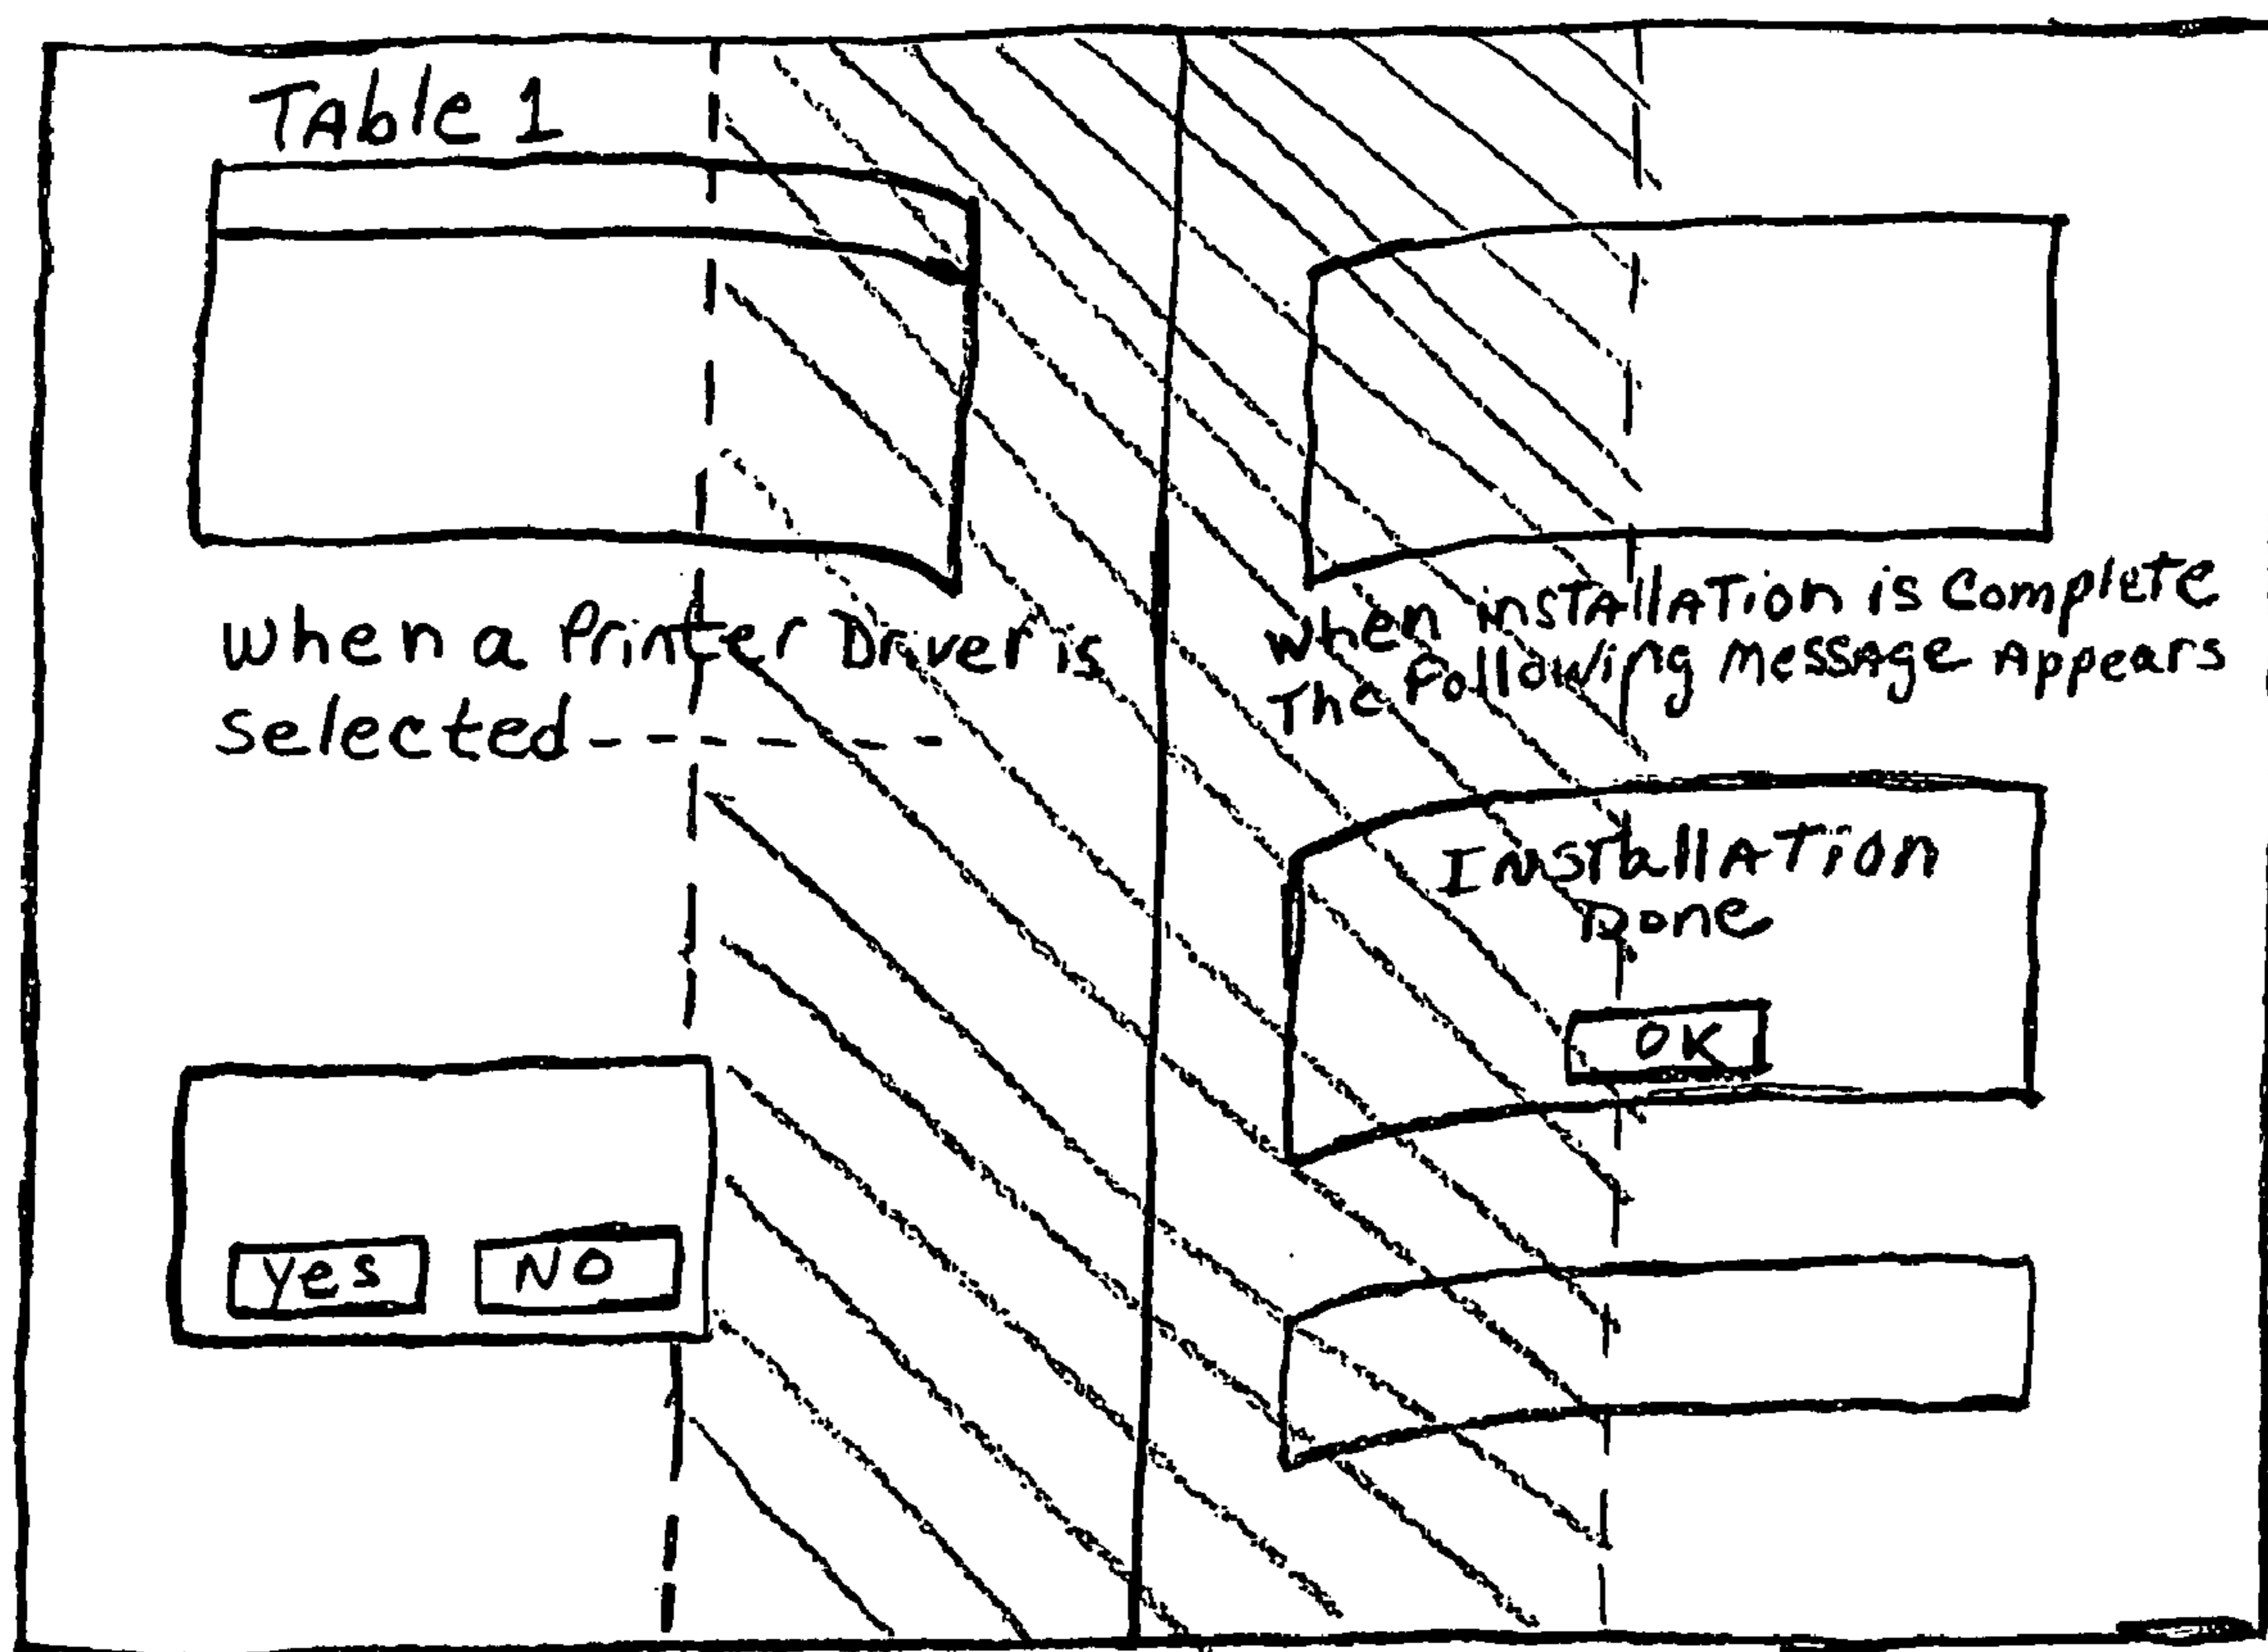 TAble 1
when a Printer Driver is
selected-------
Yes
NO
when insTAllATion is Complete
The Following Message Appears
InstallATion
Done
OK